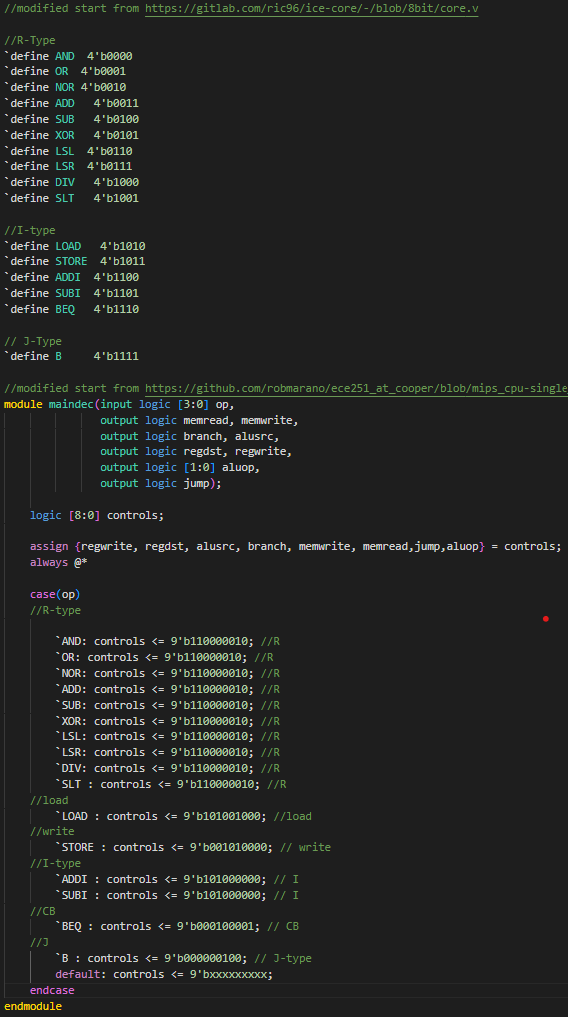 //modified start from https://gitlab.com/ric96/ice-core/-/blob/8bit/core.v
//R-Type
`define AND  4'b0000
`define OR  4'b0001
`define NOR 4'b0010
`define ADD   4'b0011
`define SUB   4'b0100
`define XOR   4'b0101
`define LSL  4'b0110
`define LSR  4'b0111
`define DIV   4'b1000
`define SLT   4'b1001
//I-type
`define LOAD   4'b1010
`define STORE  4'b1011
`define ADDI  4'b1100
`define SUBI  4'b1101
`define BEQ   4'b1110
// J-Type
`define B     4'b1111
//modified start from https://github.com/robmarano/ece251_at_cooper/blob/mips_cpu-single
module maindec(input logic [3:0] op,
output logic memread, memwrite,
output logic branch, alusrc,
output logic regdst, regwrite,
output logic [1:0] aluop,
output logic jump);
logic [8:0] controls;
assign {regwrite, regdst, alusrc, branch, memwrite, memread,jump,aluop} = controls;
always @*
case(op)
//R-type
`AND: controls <= 9'b110000010; //R
`OR: controls <= 9'b110000010; //R
`NOR: controls <= 9'b110000010; //R
`ADD: controls <= 9'b110000010; //R
`SUB: controls <= 9'b110000010; //R
`XOR: controls <= 9'b110000010; //R
`LSL: controls <= 9'b110000010; //R
`LSR: controls <= 9'b110000010; //R
`DIV: controls <= 9'b110000010; //R
`SLT : controls <= 9'b110000010; //R
//load
`LOAD : controls <= 9'b101001000; //load
//write
`STORE : controls <= 9'b001010000; // write
//I-type
`ADDI : controls <= 9'b101000000; // I
`SUBI : controls <= 9'b101000000; // I
//CB
`BEQ : controls <= 9'b000100001; // CB
//J
`B : controls <= 9'b000000100; // J-type
default: controls <= 9'bxxxxxxxxx;
endcase
endmodule